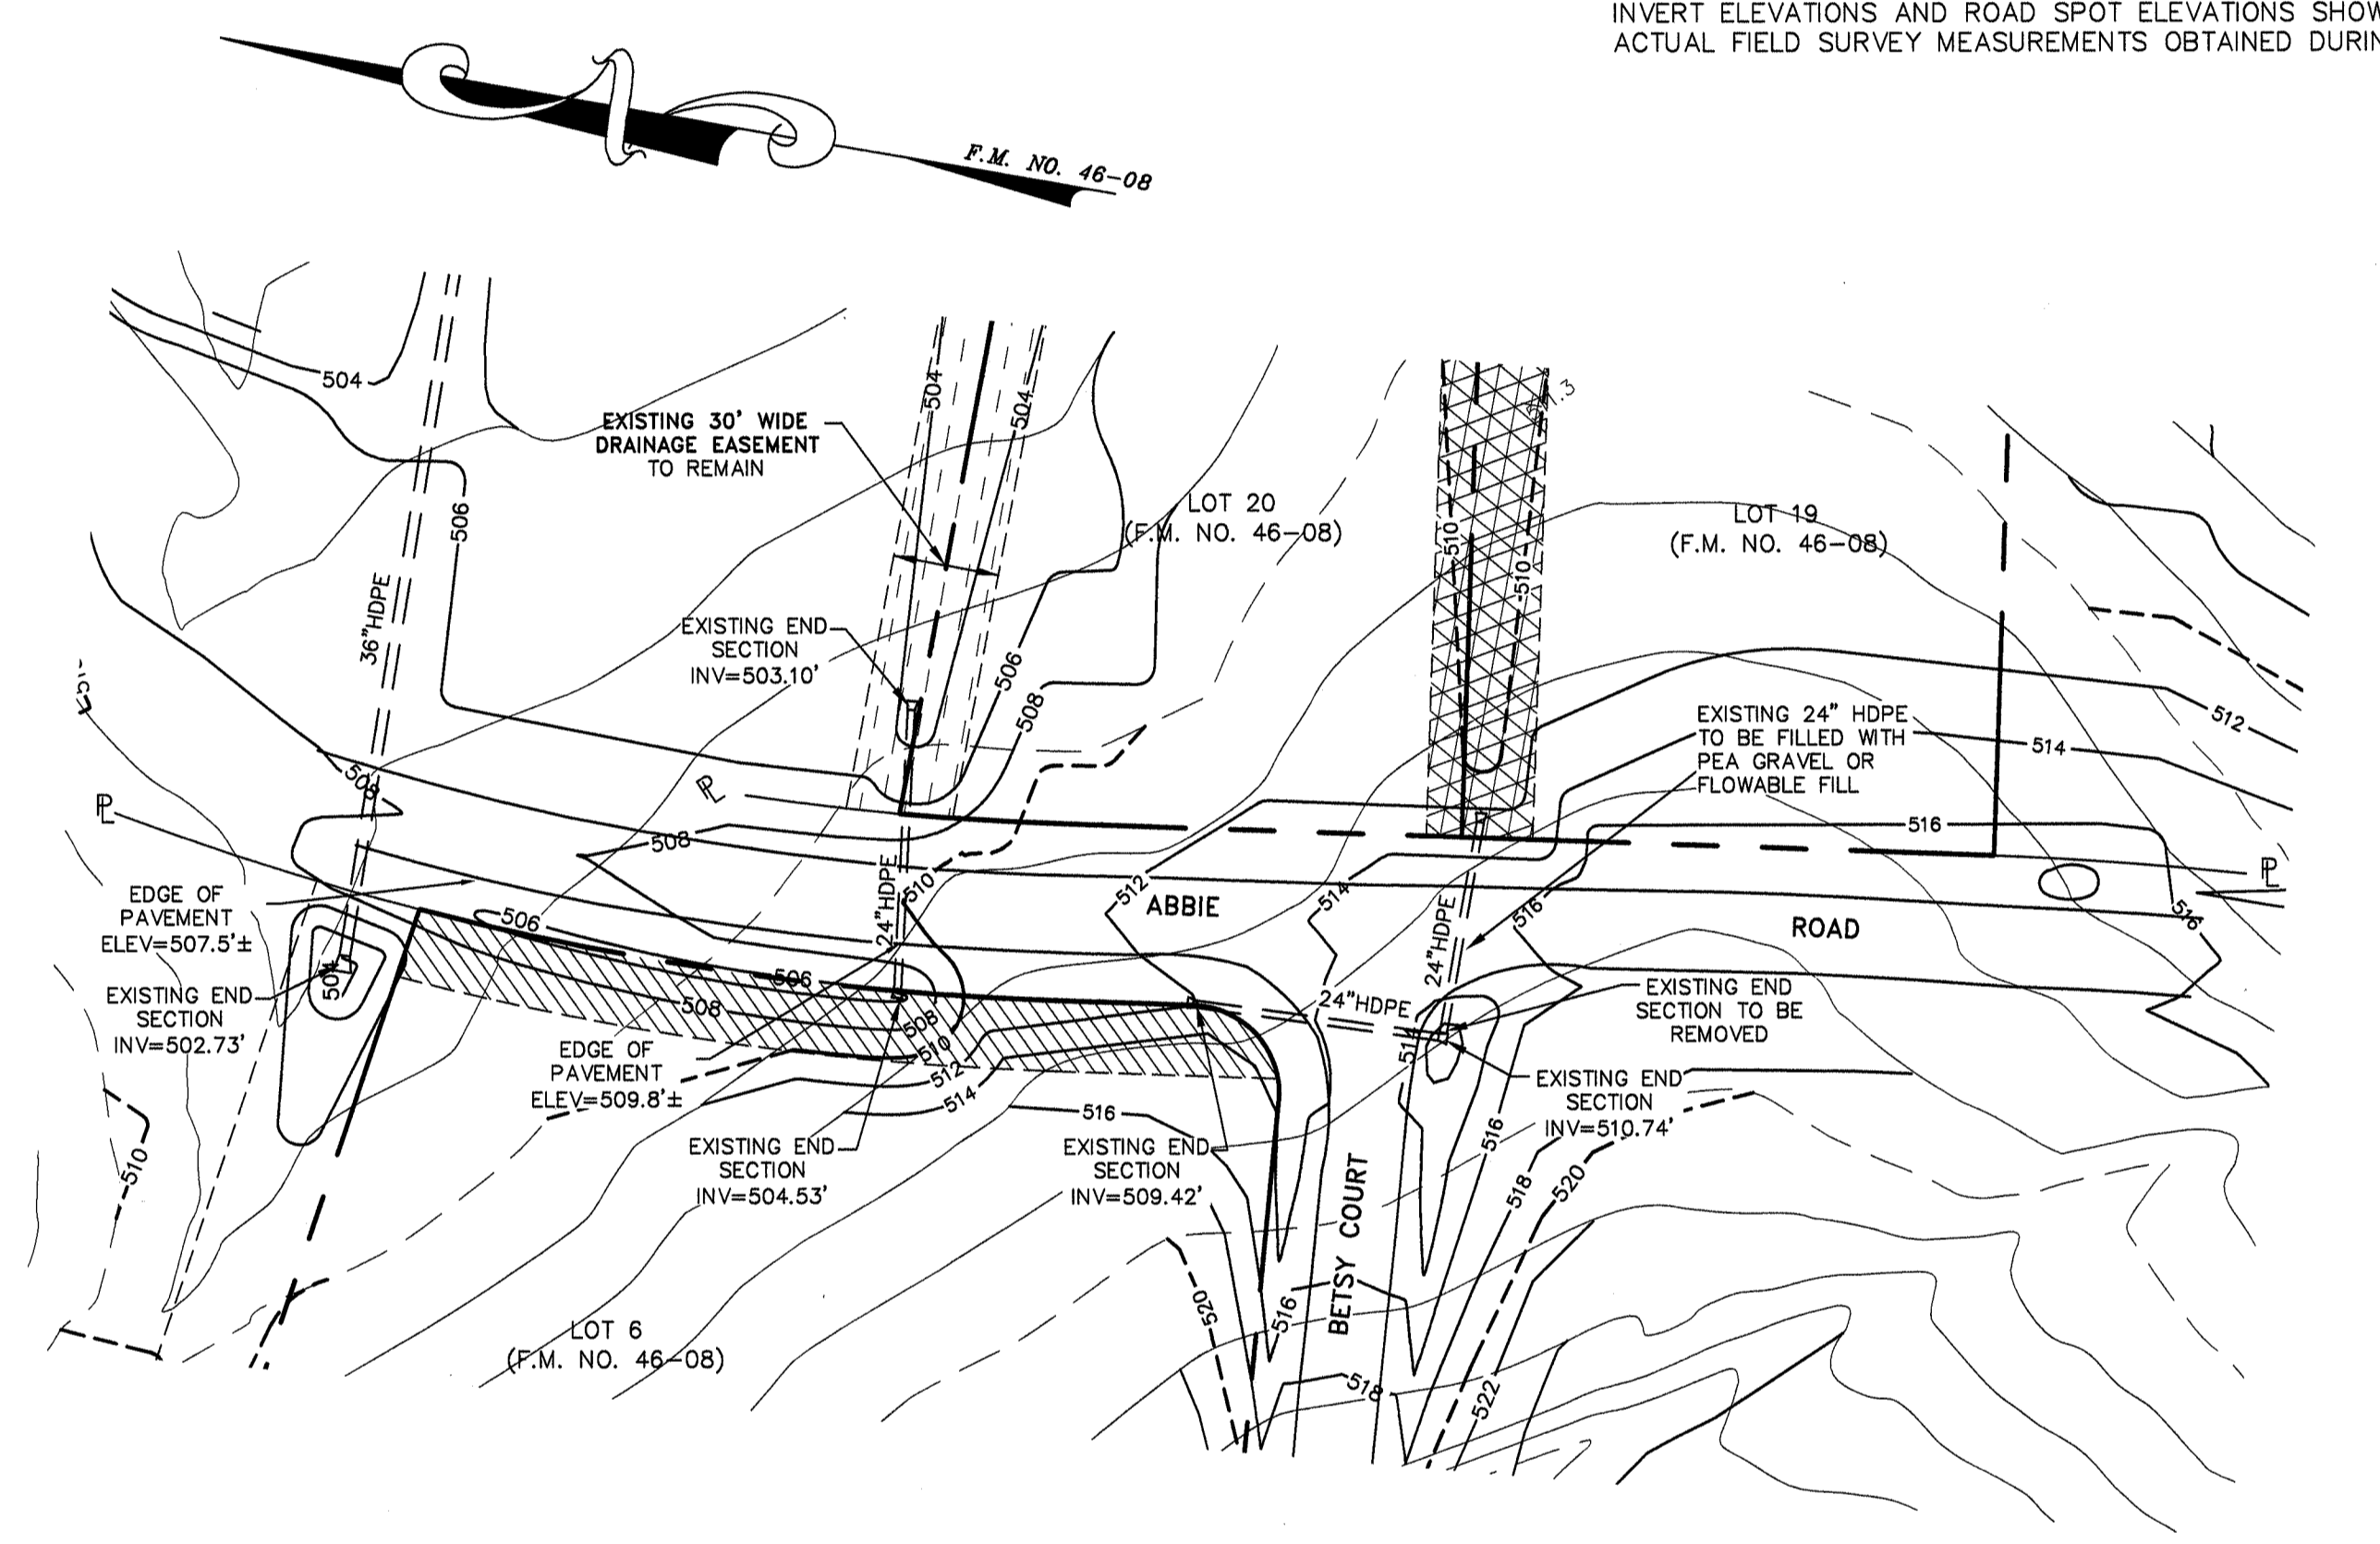 INVERT ELEVATIONS AND ROAD SPOT ELEVATIONS
ACTUAL FIELD SURVEY MEASUREMENTS OBTAINED
F.M. NO. 46-08
504
504
504
EXISTING 30' WIDE
DRAINAGE EASEMENT
TO REMAIN
LOT 20
(F.M. NO. 46-08)
LOT 19
(F.M. NO. 46-08)
506
510
510
36"HDPE
EXISTING END
SECTION
INV=503.10'
506
508
EXISTING 24" HDPE
TO BE FILLED WITH
PEA GRAVEL OR
FLOWABLE FILL
512
514
508
PL
PL
508
516
PL
EDGE OF
PAVEMENT
ELEV=507.5'±
24"HDPE
510
512
ABBIE
514
516
24"HDPE
ROAD
516
506
506
504
EXISTING END
SECTION
INV=502.73'
508
508
510
512
514
24"HDPE
EXISTING END
SECTION TO BE
REMOVED
EDGE OF
PAVEMENT
ELEV=509.8'±
516
EXISTING END
SECTION
INV=510.74'
510
EXISTING END
SECTION
INV=504.53'
EXISTING END
SECTION
INV=509.42'
516
518
520
BETSY COURT
520
516
LOT 6
(F.M. NO. 46-08)
518
522